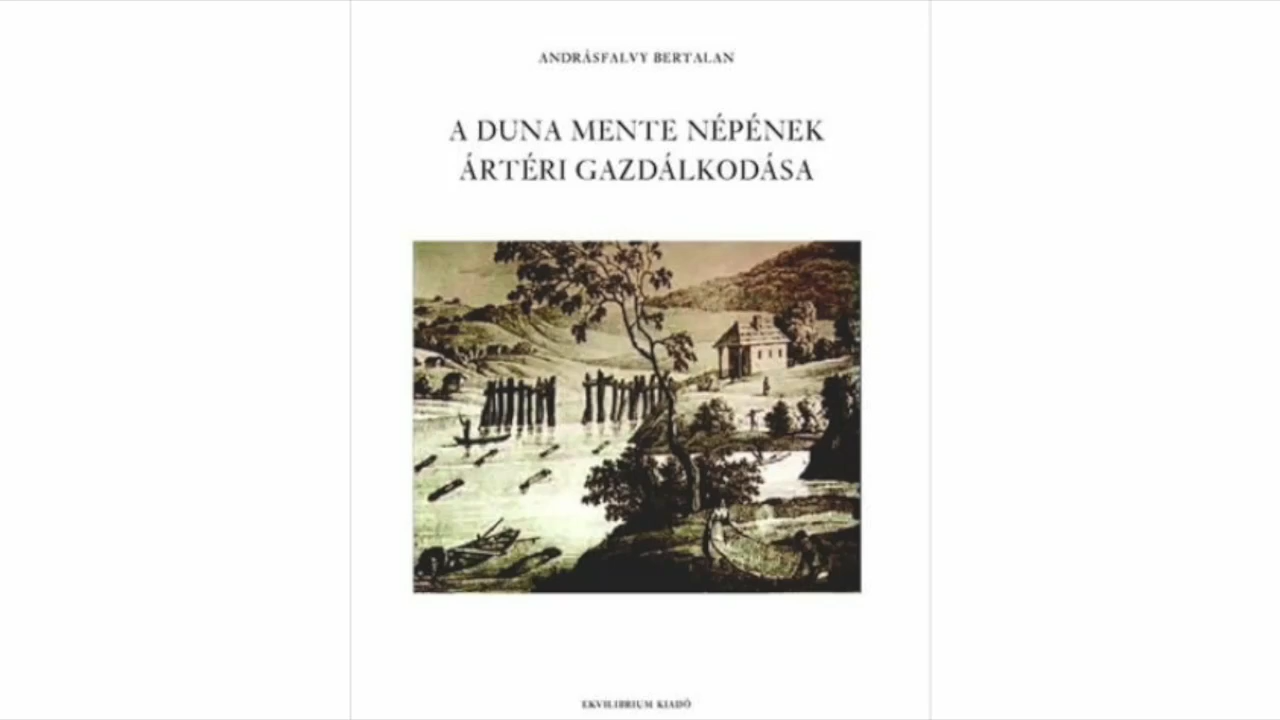 ANDRÁSFALVY BERTALAN
A DUNA MENTE NÉPÉNEK
ÁRTÉRI GAZDÁLKODÁSA
EKVILIBRIUM KIADÓ